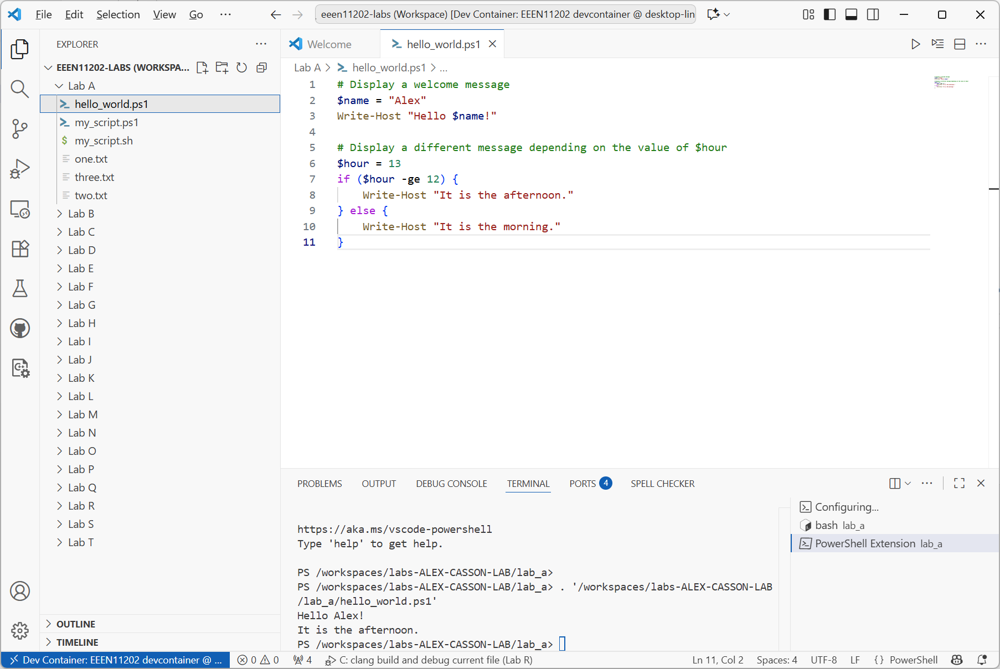 File Edit Selection View Go ···
eeen11202-labs (Workspace) [Dev Container: EEEN11202 devcontainer @ desktop-lin
EXPLORER
EEEN11202-LABS (WORKSPA...
Lab A
hello_world.ps1
my_script.ps1
$ my_script.sh
one.txt
three.txt
two.txt
Lab B
Lab C
Lab D
Lab E
Lab F
Lab G
Lab H
Lab I
Lab J
Lab K
Lab L
Lab M
Lab N
Lab O
Lab P
Lab Q
Lab R
Lab S
Lab T
OUTLINE
TIMELINE
Welcome
hello_world.ps1
Lab A > hello_world.ps1 > ...
1 # Display a welcome message
2 $name = "Alex"
3 Write-Host "Hello $name!"
4
5 # Display a different message depending on the value of $hour
6 $hour = 13
7 if ($hour -ge 12) {
8 Write-Host "It is the afternoon."
9 } else {
10 Write-Host "It is the morning."
11 }
PROBLEMS OUTPUT DEBUG CONSOLE TERMINAL PORTS 4 SPELL CHECKER
https://aka.ms/vscode-powershell
Type 'help' to get help.
PS /workspaces/labs-ALEX-CASSON-LAB/lab_a>
PS /workspaces/labs-ALEX-CASSON-LAB/lab_a> . '/workspaces/labs-ALEX-CASSON-LAB
/lab_a/hello_world.ps1'
Hello Alex!
It is the afternoon.
PS /workspaces/labs-ALEX-CASSON-LAB/lab_a>
Configuring...
bash lab_a
PowerShell Extension lab_a
Dev Container: EEEN11202 devcontainer @ ... 0 0 4 C: clang build and debug current file (Lab R) Ln 11, Col 2 Spaces: 4 UTF-8 LF {} PowerShell